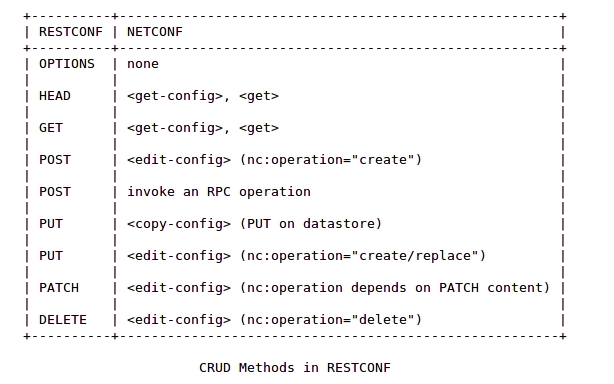 +----------+-------------------------------------------------------+
| RESTCONF | NETCONF                                               |
+----------+-------------------------------------------------------+
| OPTIONS  | none                                                  |
|          |                                                       |
| HEAD     | <get-config>, <get>                                   |
|          |                                                       |
| GET      | <get-config>, <get>                                   |
|          |                                                       |
| POST     | <edit-config> (nc:operation="create")                 |
|          |                                                       |
| POST     | invoke an RPC operation                               |
|          |                                                       |
| PUT      | <copy-config> (PUT on datastore)                      |
|          |                                                       |
| PUT      | <edit-config> (nc:operation="create/replace")         |
|          |                                                       |
| PATCH    | <edit-config> (nc:operation depends on PATCH content) |
|          |                                                       |
| DELETE   | <edit-config> (nc:operation="delete")                 |
+----------+-------------------------------------------------------+
CRUD Methods in RESTCONF